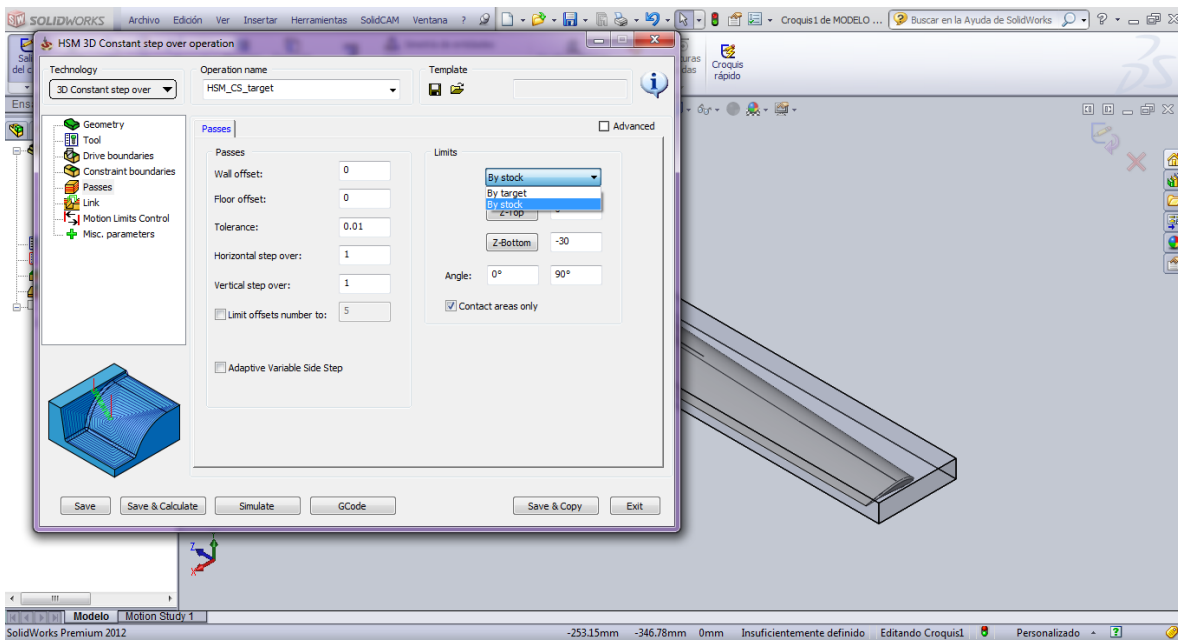 SOLIDWORKS Archivo Edición Ver Insertar Herramientas SolidCAM Ventana ? Croquis1 de MODELO ... Buscar en la Ayuda de SolidWorks ?
HSM 3D Constant step over operation
Croquis
rápido
Technology
Operation name
Template
3D Constant step over
HSM_CS_target
Geometry
Tool
Drive boundaries
Constraint boundaries
Passes
Link
Motion Limits Control
Misc. parameters
Passes
Advanced
Passes
Wall offset: 0
Floor offset: 0
Tolerance: 0.01
Horizontal step over: 1
Vertical step over: 1
Limit offsets number to: 5
Adaptive Variable Side Step
Limits
By stock
By target
By stock
Z-Top
Z-Bottom -30
Angle: 0° 90°
Contact areas only
Save
Save & Calculate
Simulate
GCode
Save & Copy
Exit
Z
X
Modelo
Motion Study 1
SolidWorks Premium 2012
-253.15mm -346.78mm 0mm Insuficientemente definido Editando Croquis1 Personalizado ?